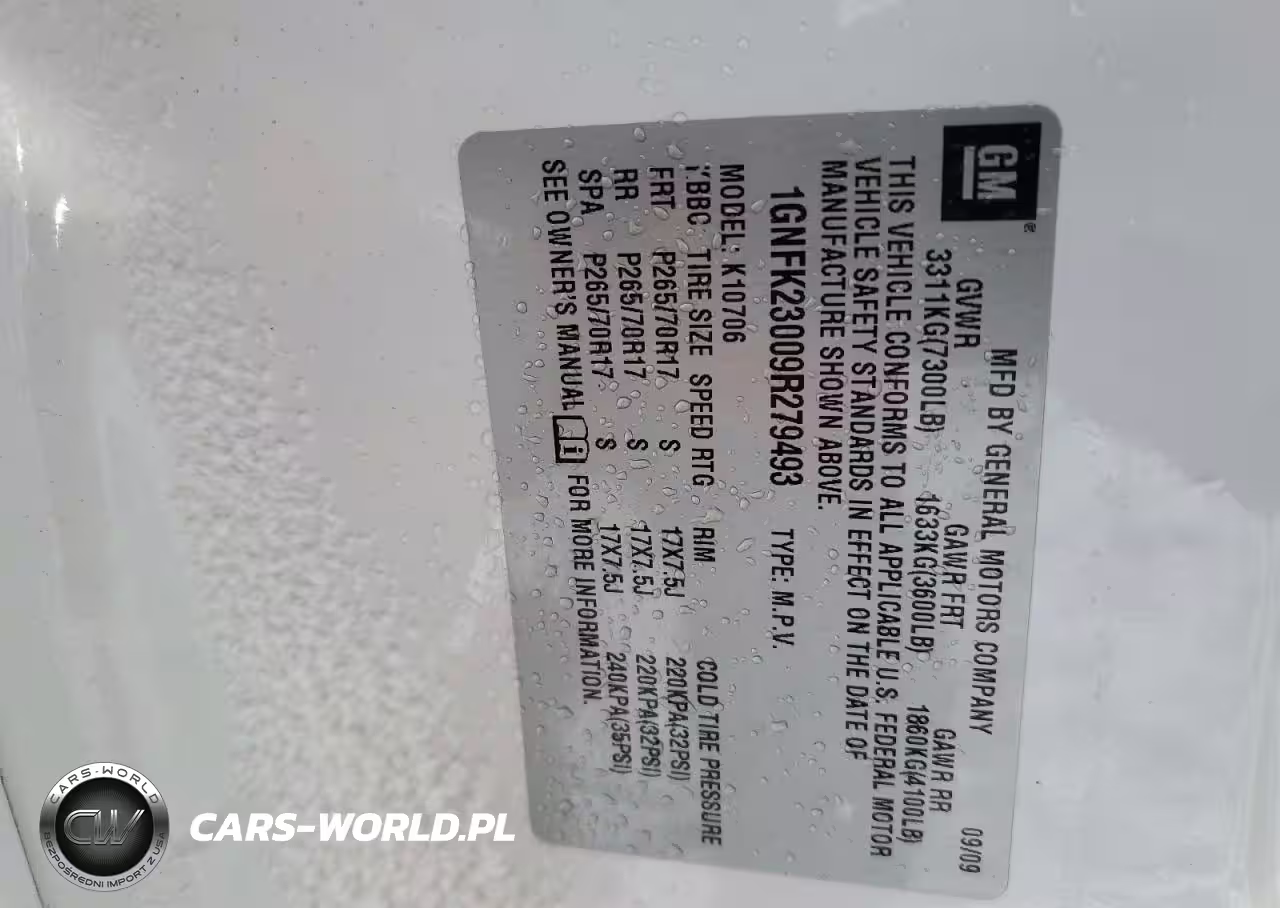 GM
MFD BY GENERAL MOTORS COMPANY 09/09
GVWR GAWR FRT GAWR RR
3311KG(7300LB) 1633KG(3600LB) 1860KG(4100LB)
THIS VEHICLE CONFORMS TO ALL APPLICABLE U.S. FEDERAL MOTOR
VEHICLE SAFETY STANDARDS IN EFFECT ON THE DATE OF
MANUFACTURE SHOWN ABOVE.
1GNFK23009R279493 TYPE: M.P.V.
MODEL: K10706
TIRE SIZE SPEED RTG RIM COLD TIRE PRESSURE
FRT P265/70R17 S 17X7.5J 220KPA(32PSI)
RR P265/70R17 S 17X7.5J 220KPA(32PSI)
SPA P265/70R17 S 17X7.5J 240KPA(35PSI)
SEE OWNER'S MANUAL i FOR MORE INFORMATION.
CARS-WORLD
CW
BEZPOŚREDNI IMPORT Z USA
CARS-WORLD.PL